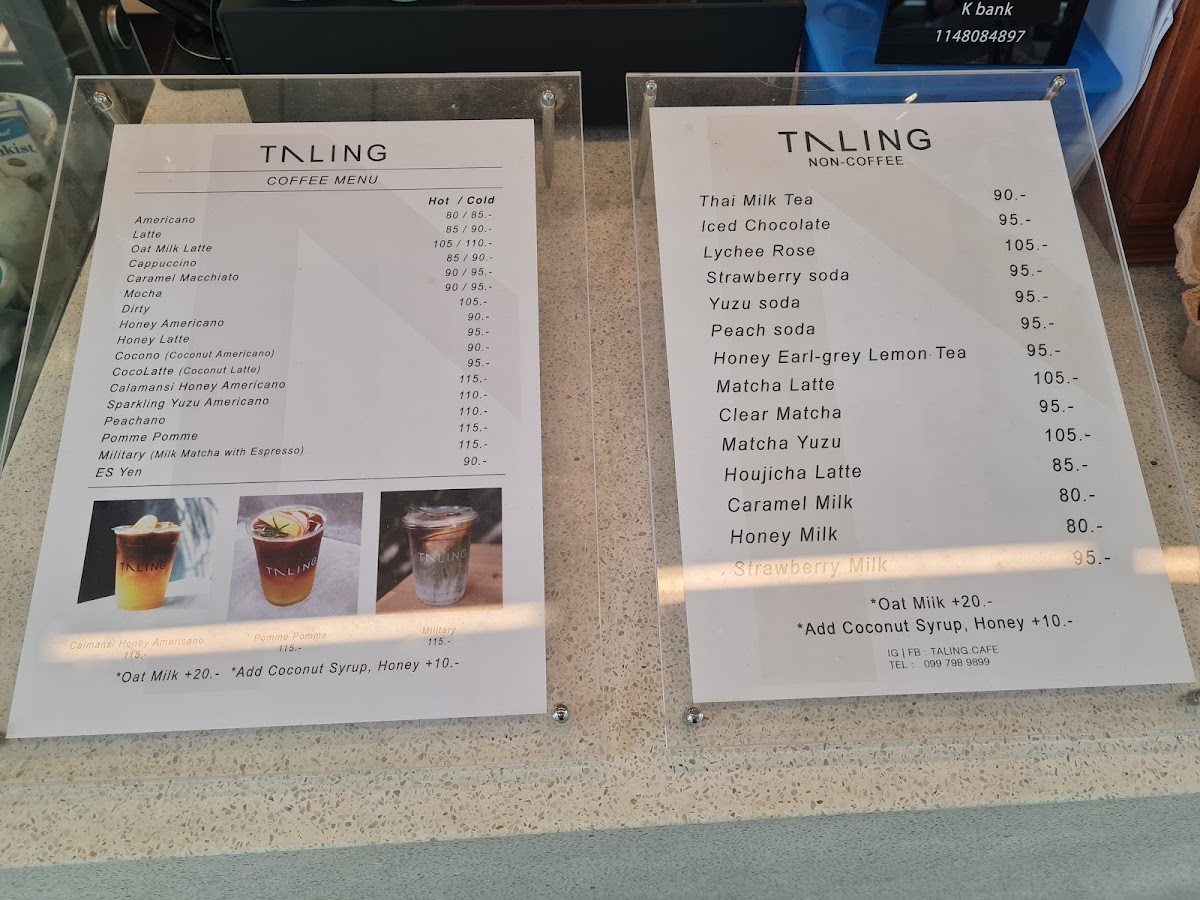 K bank
1148084897
nkist
TALING
COFFEE MENU
Hot / Cold
Americano 80 / 85.-
Latte 85 / 90.-
Oat Milk Latte 105 / 110.-
Cappuccino 85 / 90.-
Caramel Macchiato 90 / 95.-
Mocha 90 / 95.-
Dirty 105.-
Honey Americano 90.-
Honey Latte 95.-
Cocono (Coconut Americano) 90.-
CocoLatte (Coconut Latte) 95.-
Calamansi Honey Americano 115.-
Sparkling Yuzu Americano 110.-
Peachano 110.-
Pomme Pomme 115.-
Military (Milk Matcha with Espresso) 115.-
ES Yen 90.-
TALING TALING TALING
Calmansi Honey Americano Pomme Pomme Military
115.- 115.- 115.-
*Oat Milk +20.- *Add Coconut Syrup, Honey +10.-
TALING
NON-COFFEE
Thai Milk Tea 90.-
Iced Chocolate 95.-
Lychee Rose 105.-
Strawberry soda 95.-
Yuzu soda 95.-
Peach soda 95.-
Honey Earl-grey Lemon Tea 95.-
Matcha Latte 105.-
Clear Matcha 95.-
Matcha Yuzu 105.-
Houjicha Latte 85.-
Caramel Milk 80.-
Honey Milk 80.-
Strawberry Milk 95.-
*Oat Milk +20.-
*Add Coconut Syrup, Honey +10.-
IG | FB : TALING.CAFE
TEL : 099 798 9899